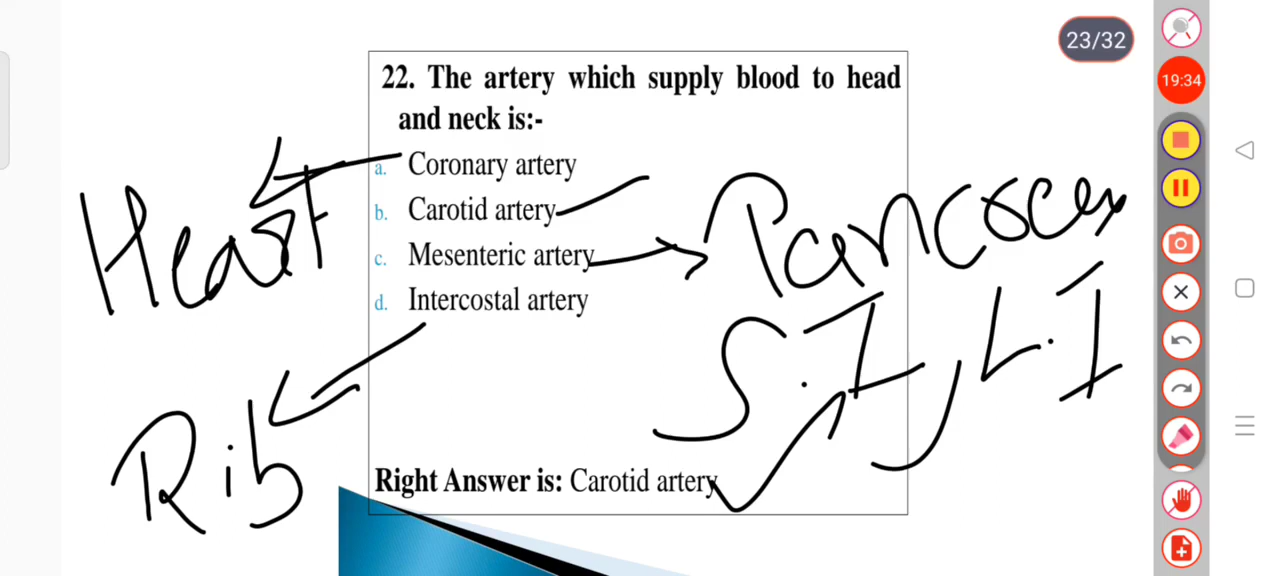 23/32
19:34
22. The artery which supply blood to head
and neck is:-
a. Coronary artery
b. Carotid artery
c. Mesenteric artery
d. Intercostal artery
Heart
Rib
Pancrcex
S.I, L.I
Right Answer is: Carotid artery